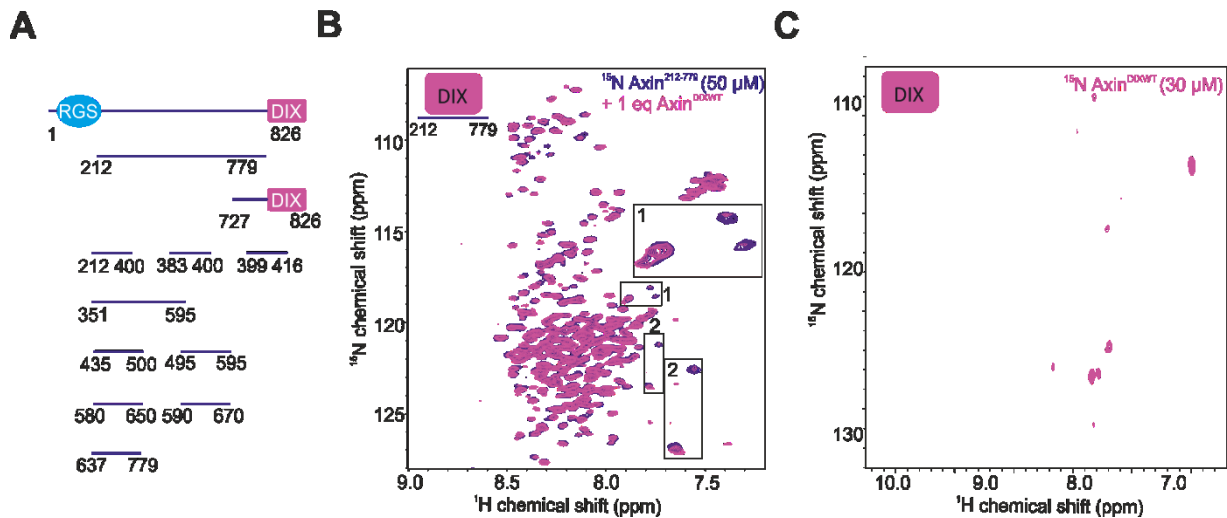 A
RGS
DIX
1
826
212
779
DIX
727
826
212 400 383 400 399 416
351 595
435 500 495 595
580 650 590 670
637 779
B
DIX
212 779
¹⁵N Axin²¹²⁻⁷⁷⁹ (50 µM)
+ 1 eq Axinᴰᴵˣᵂᵀ
110
115
120
125
¹⁵N chemical shift (ppm)
1
1
2
2
9.0 8.5 8.0 7.5
¹H chemical shift (ppm)
C
DIX
¹⁵N Axinᴰᴵˣᵂᵀ (30 µM)
110
120
130
¹⁵N chemical shift (ppm)
10.0 9.0 8.0 7.0
¹H chemical shift (ppm)